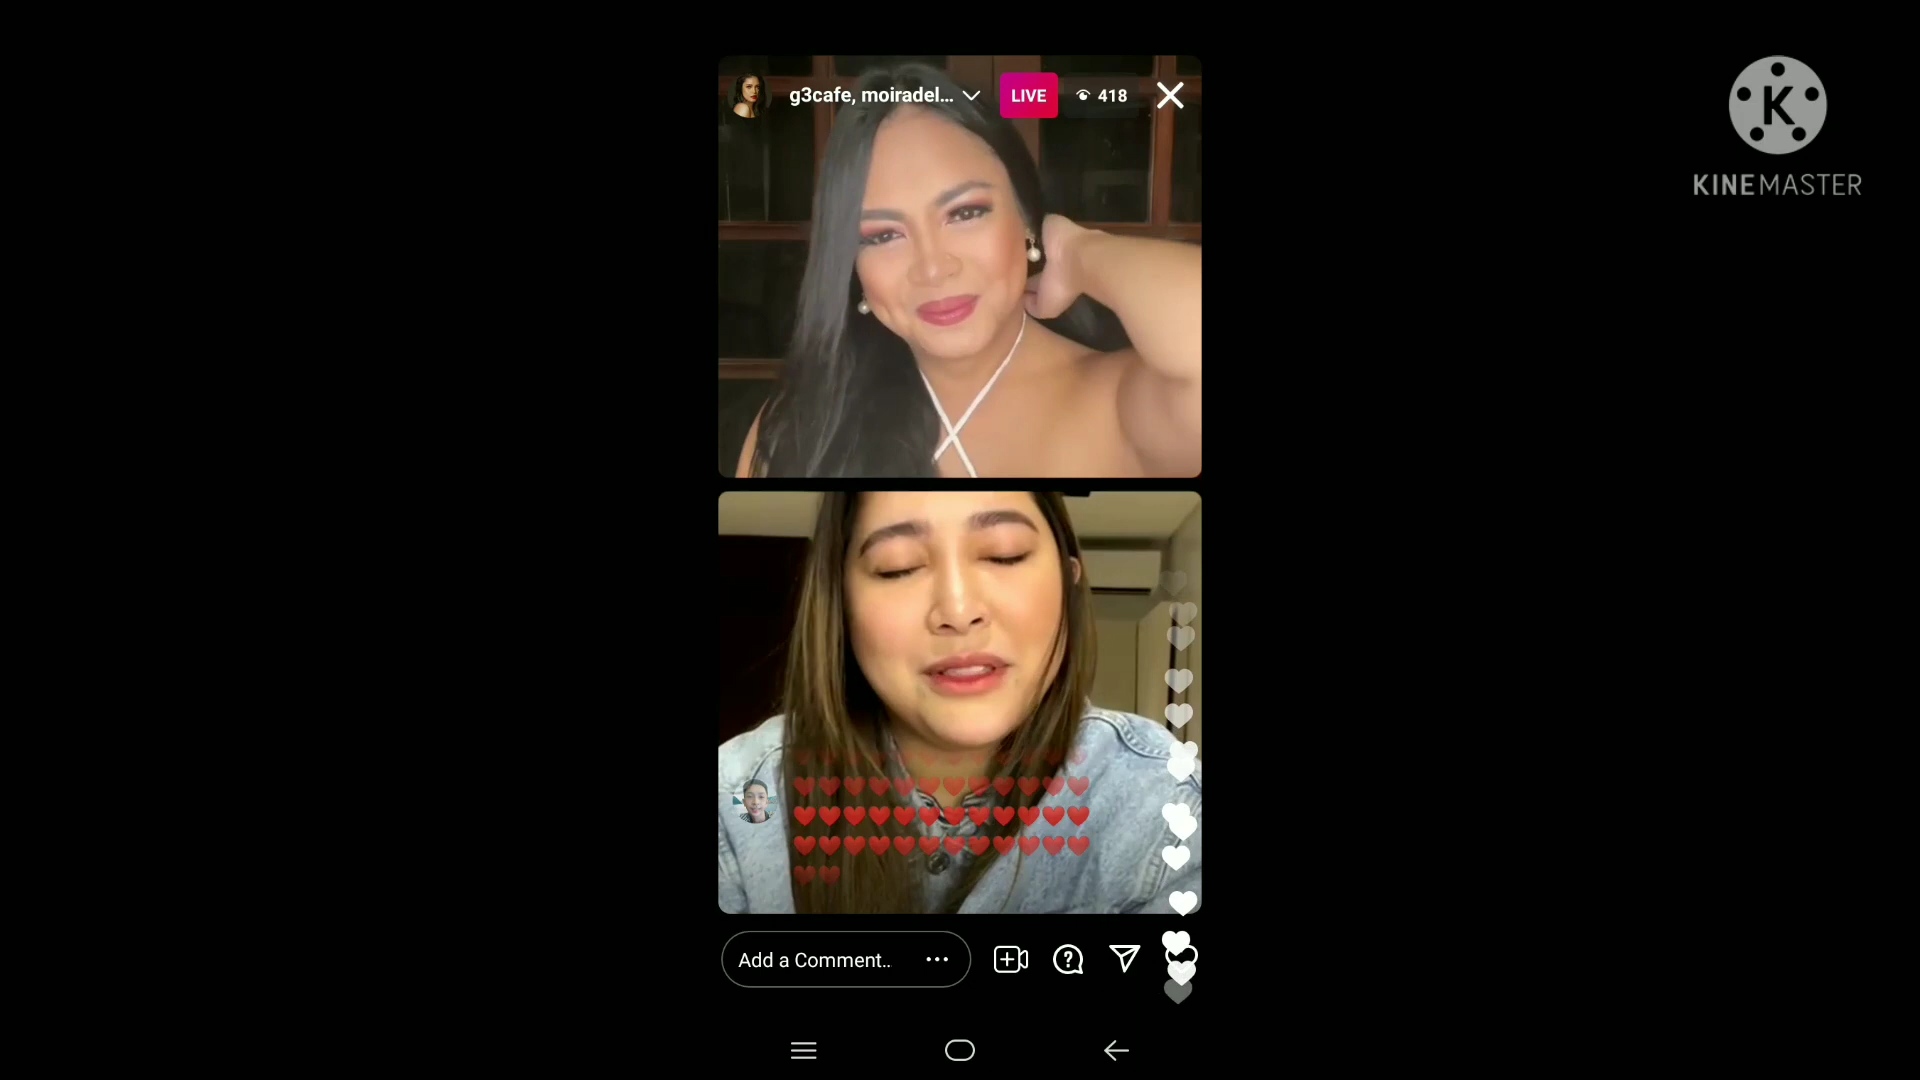 g3cafe, moiradel...
LIVE
418
K
KINEMASTER
Add a Comment..